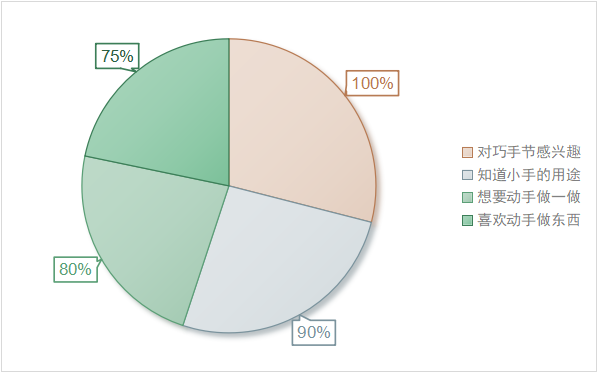 75%
100%
80%
90%
对巧手节感兴趣
知道小手的用途
想要动手做一做
喜欢动手做东西